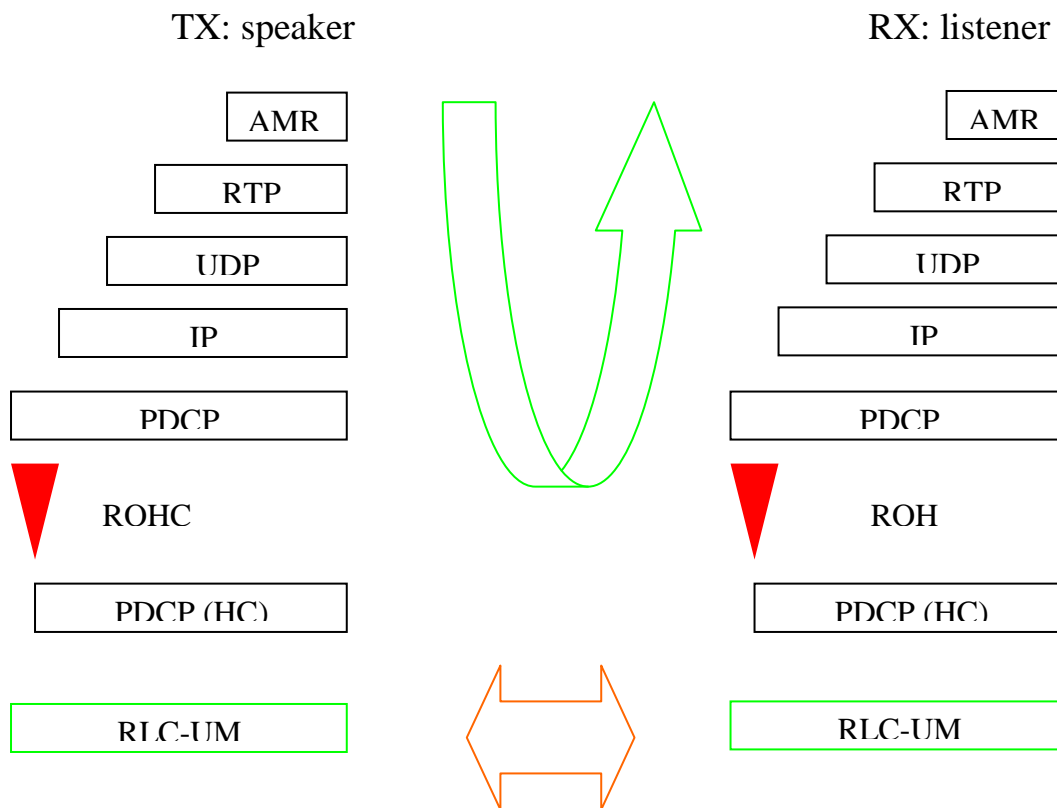 TX: speaker
RX: listener
AMR
AMR
RTP
RTP
UDP
UDP
IP
IP
PDCP
PDCP
ROHC
ROH
PDCP (HC)
PDCP (HC)
RLC-UM
RLC-UM